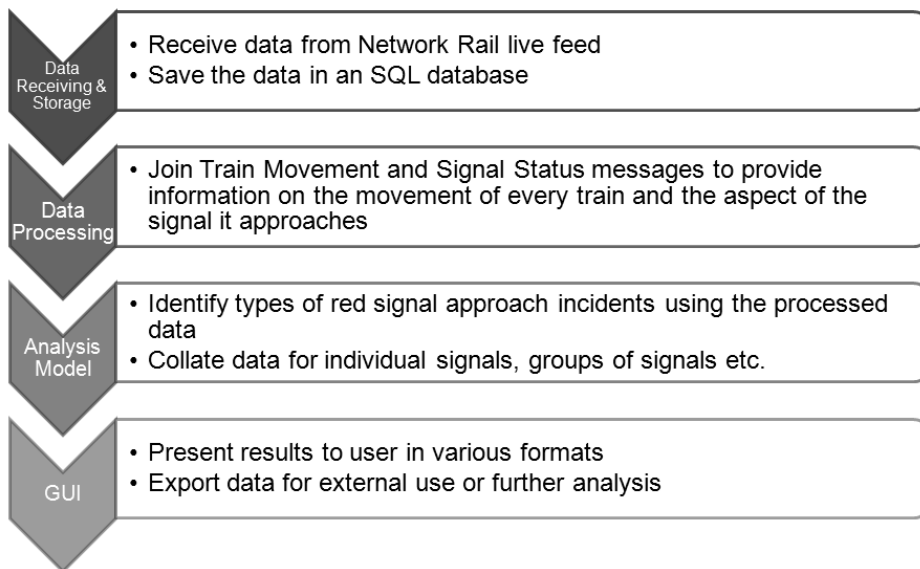 Data
Receiving &
Storage
• Receive data from Network Rail live feed
• Save the data in an SQL database
Data
Processing
• Join Train Movement and Signal Status messages to provide
information on the movement of every train and the aspect of the
signal it approaches
Analysis
Model
• Identify types of red signal approach incidents using the processed
data
• Collate data for individual signals, groups of signals etc.
GUI
• Present results to user in various formats
• Export data for external use or further analysis